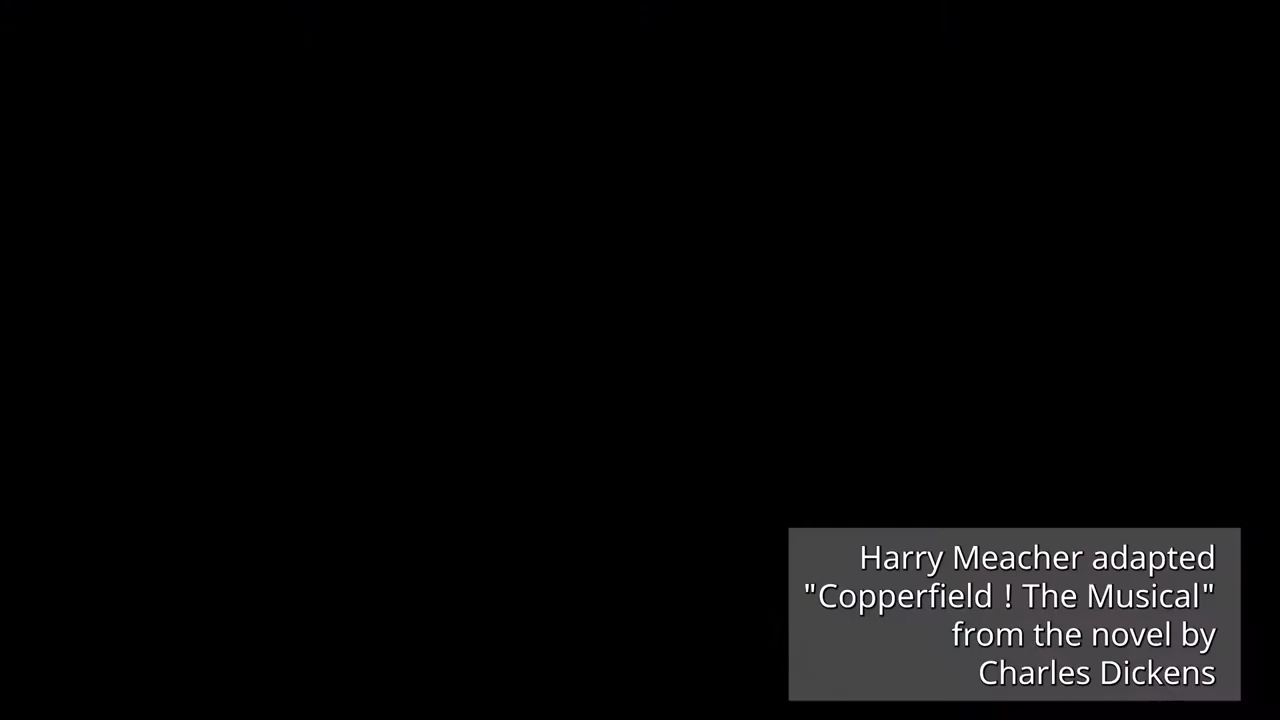 Harry Meacher adapted
"Copperfield ! The Musical"
from the novel by
Charles Dickens